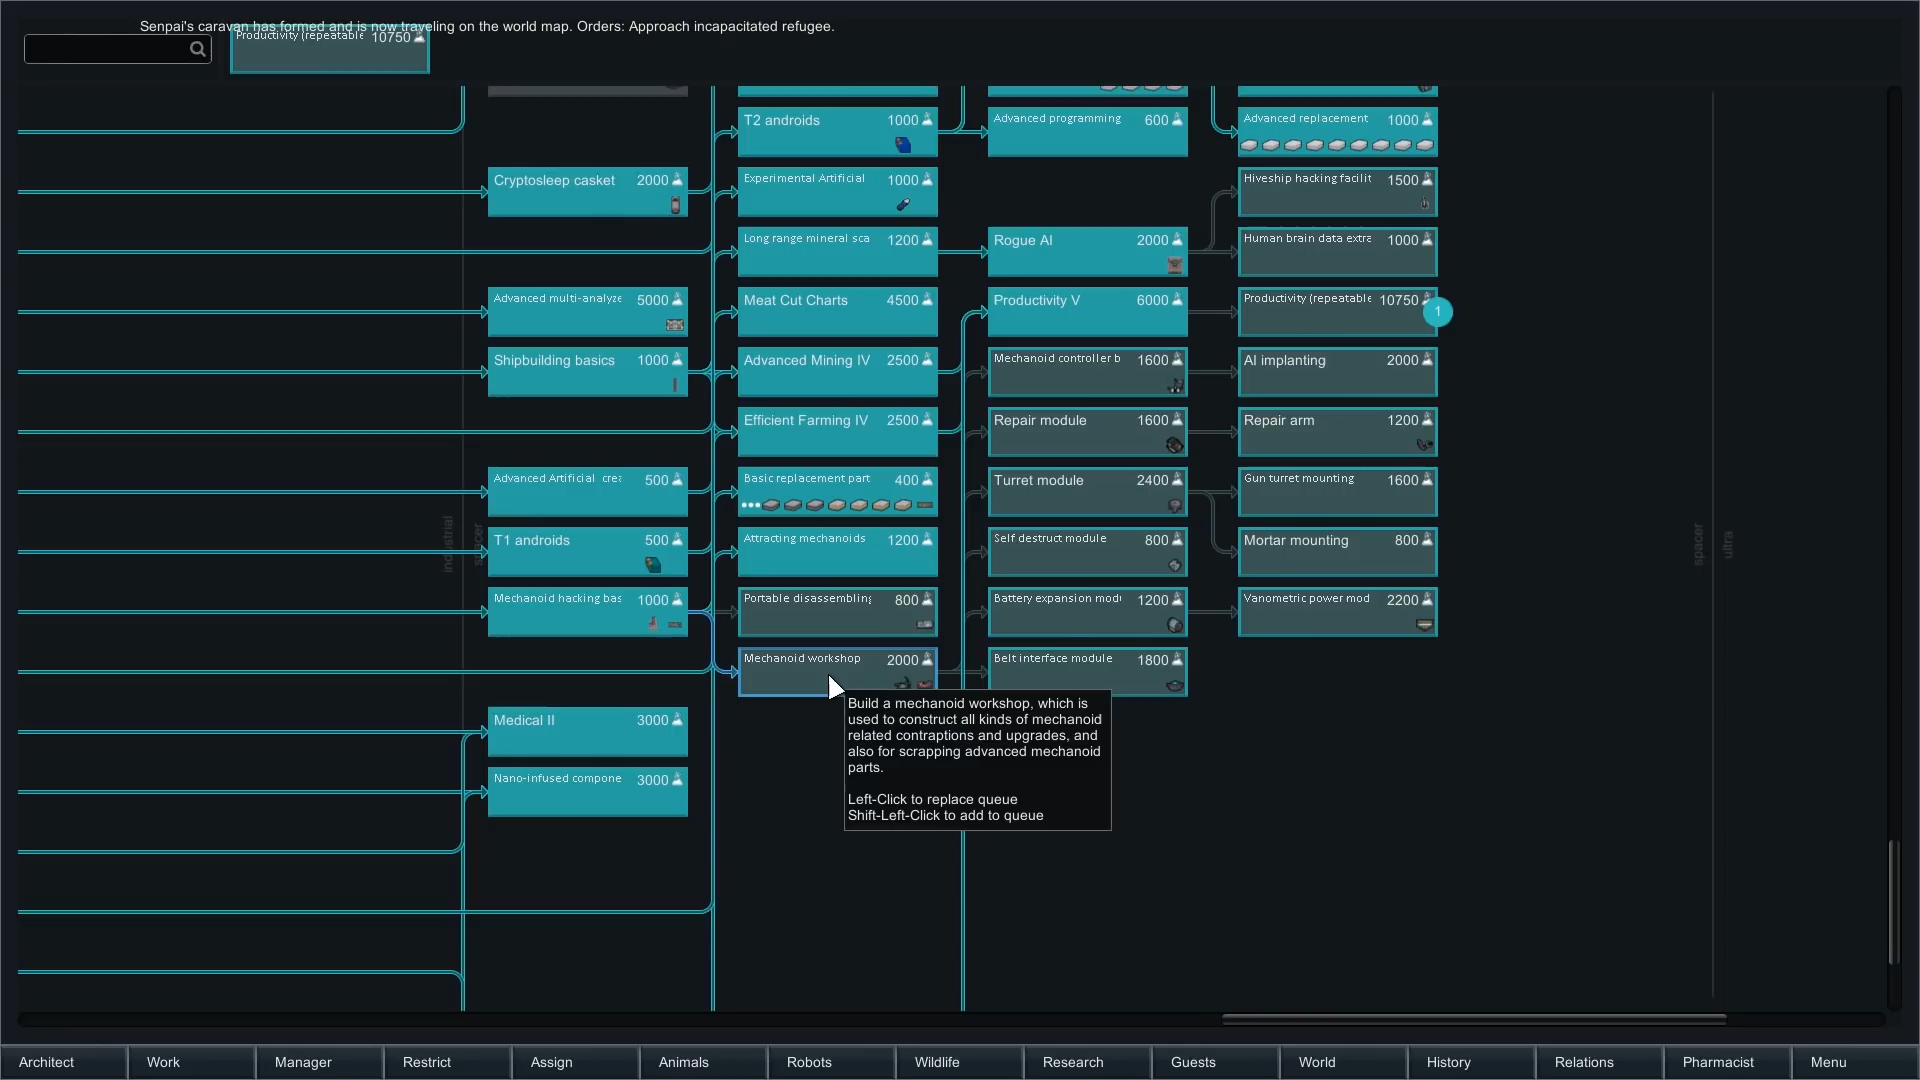 Senpai's caravan has formed and is now traveling on the world map. Orders: Approach incapacitated refugee.
Productivity (repeatable 10750
T2 androids 1000
Advanced programming 600
Advanced replacement 1000
Cryptosleep casket 2000
Experimental Artificial 1000
Hiveship hacking facilit 1500
Long range mineral sca 1200
Rogue AI 2000
Human brain data extra 1000
Advanced multi-analyze 5000
Meat Cut Charts 4500
Productivity V 6000
Productivity (repeatable 10750
1
Shipbuilding basics 1000
Advanced Mining IV 2500
Mechanoid controller b 1600
AI implanting 2000
Efficient Farming IV 2500
Repair module 1600
Repair arm 1200
Advanced Artificial crea 500
Basic replacement part 400
Turret module 2400
Gun turret mounting 1600
industrial
spacer
spacer
ultra
T1 androids 500
Attracting mechanoids 1200
Self destruct module 800
Mortar mounting 800
Mechanoid hacking bas 1000
Portable disassembling 800
Battery expansion modu 1200
Vanometric power mod 2200
Mechanoid workshop 2000
Belt interface module 1800
Build a mechanoid workshop, which is
used to construct all kinds of mechanoid
related contraptions and upgrades, and
also for scrapping advanced mechanoid
parts.
Left-Click to replace queue
Shift-Left-Click to add to queue
Medical II 3000
Nano-infused compone 3000
Architect
Work
Manager
Restrict
Assign
Animals
Robots
Wildlife
Research
Guests
World
History
Relations
Pharmacist
Menu